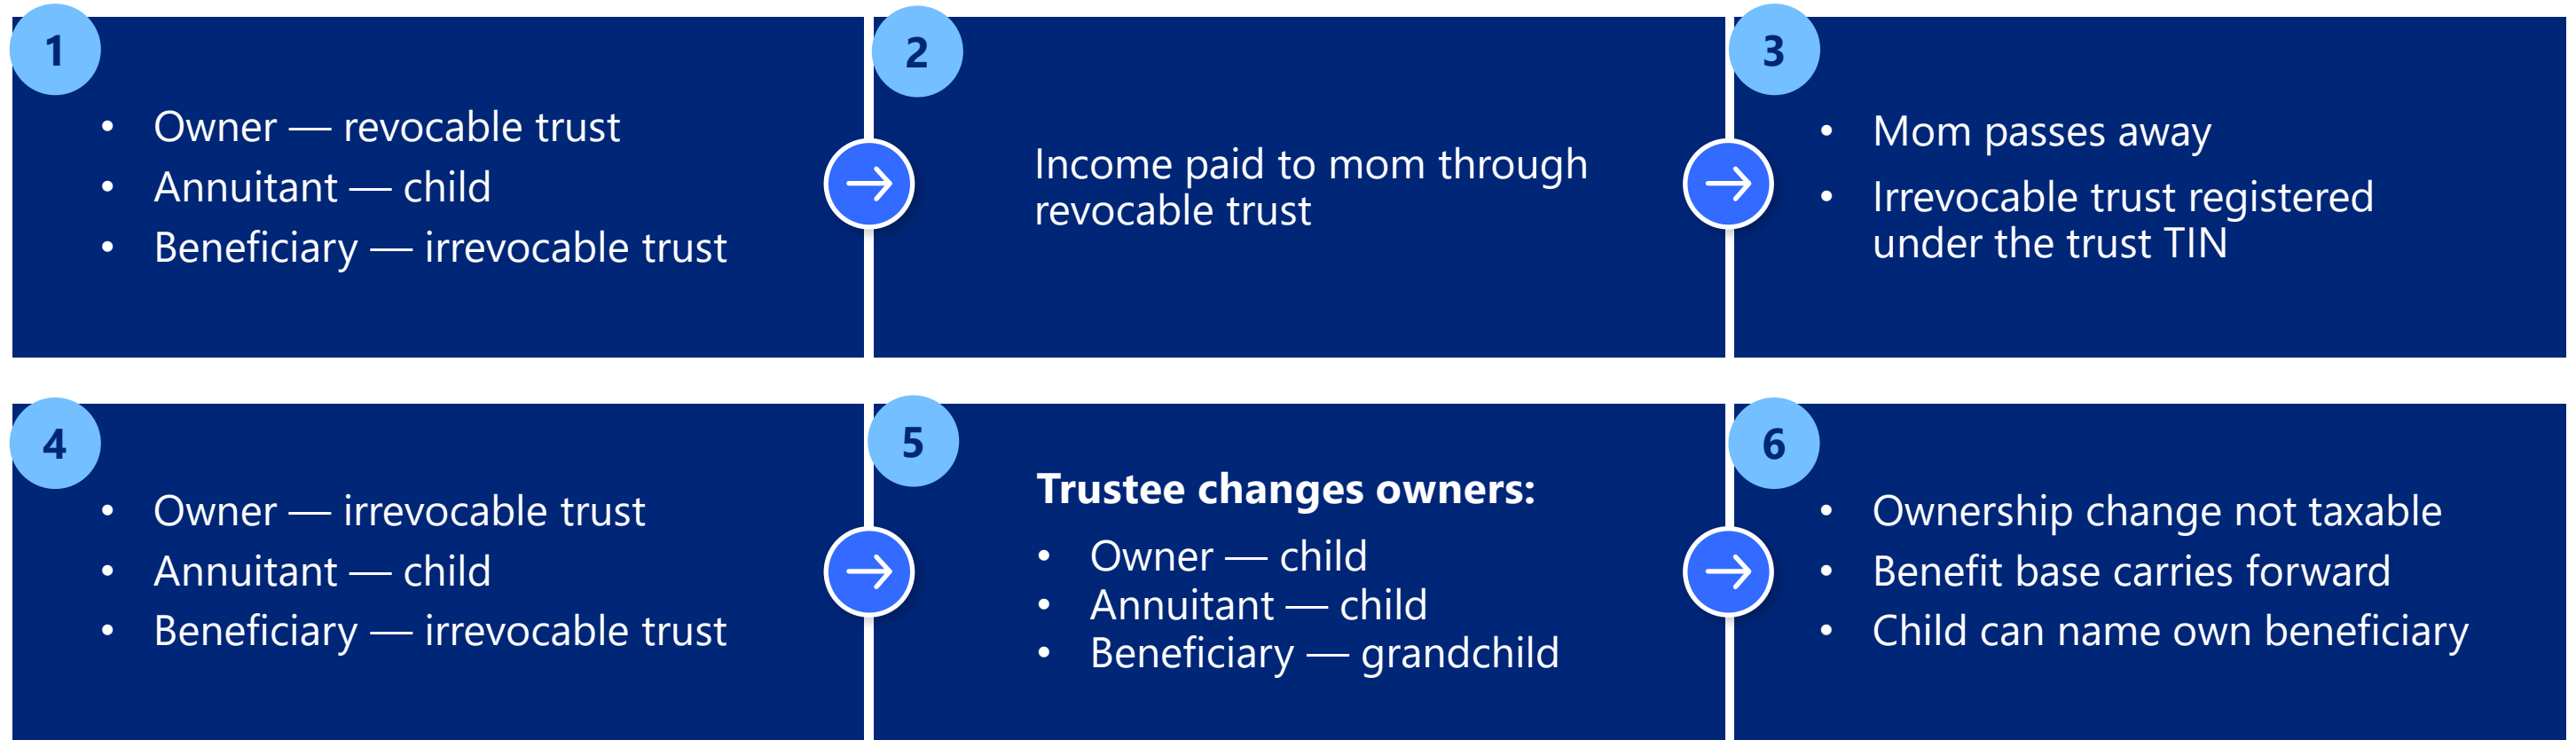 1
• Owner — revocable trust
• Annuitant — child
• Beneficiary — irrevocable trust
2
Income paid to mom through
revocable trust
3
• Mom passes away
• Irrevocable trust registered
under the trust TIN
4
• Owner — irrevocable trust
• Annuitant — child
• Beneficiary — irrevocable trust
5
Trustee changes owners:
• Owner — child
• Annuitant — child
• Beneficiary — grandchild
6
• Ownership change not taxable
• Benefit base carries forward
• Child can name own beneficiary